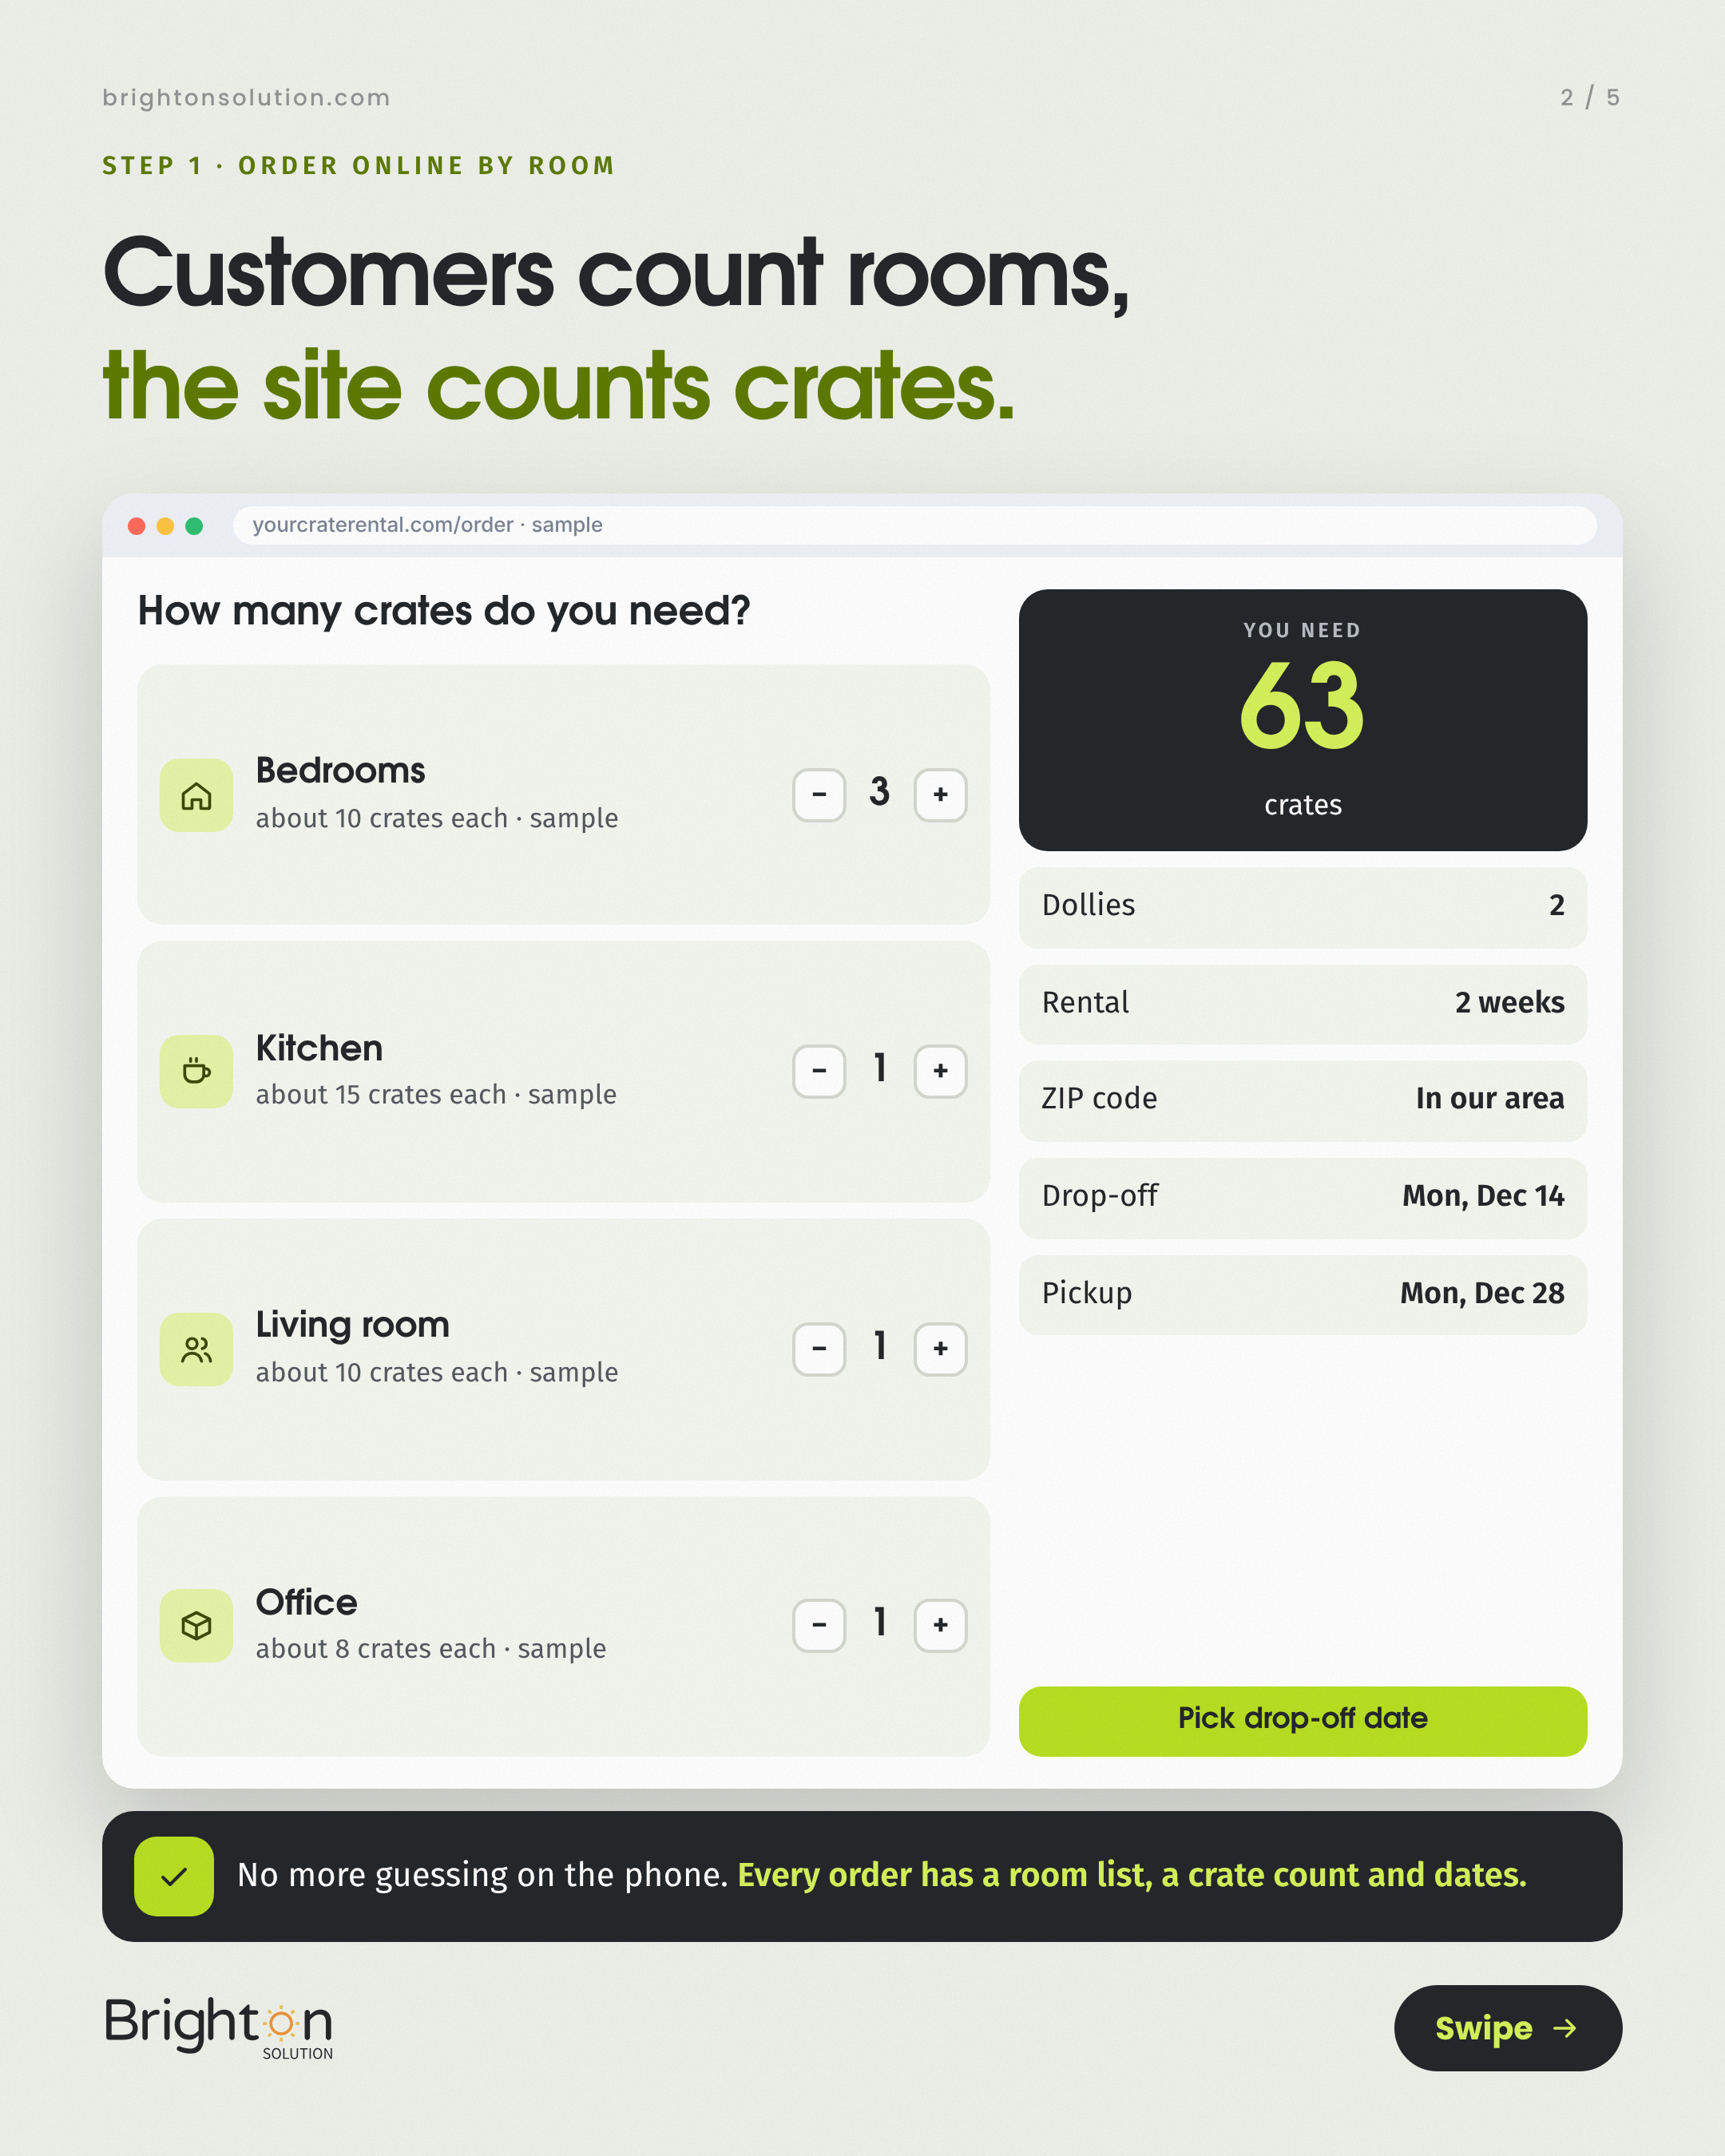 brightonsolution.com
2 / 5
STEP 1 · ORDER ONLINE BY ROOM
Customers count rooms,
the site counts crates.
yourcraterental.com/order · sample
How many crates do you need?
Bedrooms
about 10 crates each · sample
− 3 +
Kitchen
about 15 crates each · sample
− 1 +
Living room
about 10 crates each · sample
− 1 +
Office
about 8 crates each · sample
− 1 +
YOU NEED
63
crates
Dollies 2
Rental 2 weeks
ZIP code In our area
Drop-off Mon, Dec 14
Pickup Mon, Dec 28
Pick drop-off date
No more guessing on the phone. Every order has a room list, a crate count and dates.
Brighton
SOLUTION
Swipe →